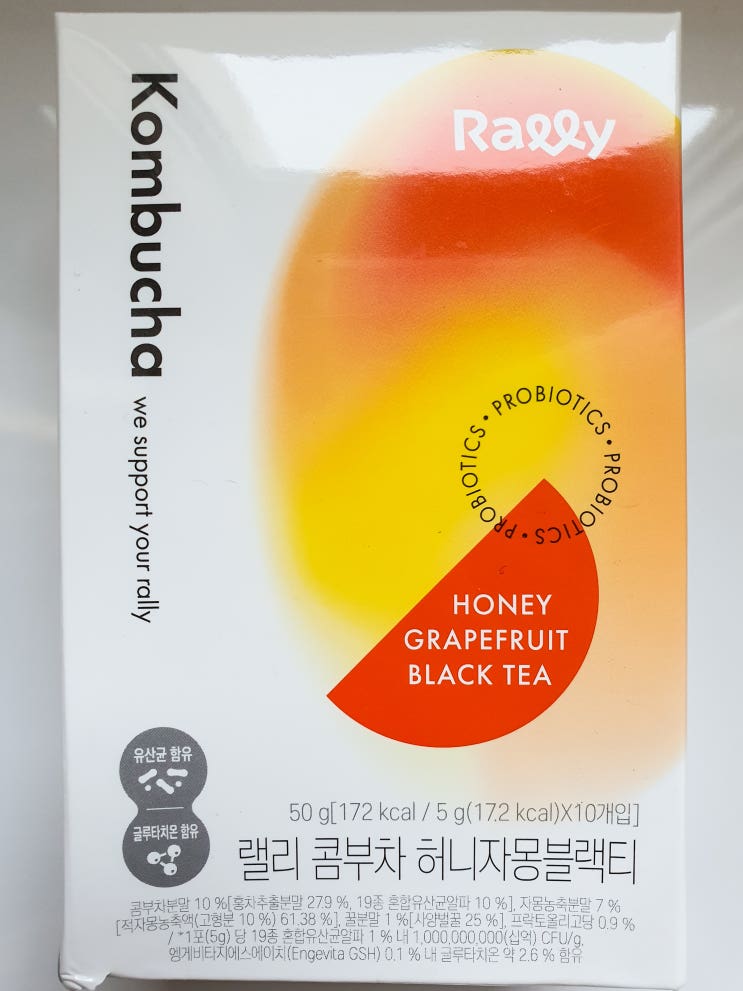 Kombucha we support your rally
Rally
PROBIOTICS • PROBIOTICS • PROBIOTICS •
HONEY
GRAPEFRUIT
BLACK TEA
유산균 함유
글루타치온 함유
50 g[172 kcal / 5 g(17.2 kcal)X10개입]
랠리 콤부차 허니자몽블랙티
콤부차분말 10 %[홍차추출분말 27.9 %, 19종 혼합유산균알파 10 %], 자몽농축분말 7 %
[적자몽농축액(고형분 10 %) 61.38 %], 꿀분말 1 %[사양벌꿀 25 %], 프락토올리고당 0.9 %
/ *1포(5g) 당 19종 혼합유산균알파 1 % 내 1,000,000,000(십억) CFU/g,
엥게비타지에스에이치(Engevita GSH) 0.1 % 내 글루타치온 약 2.6 % 함유